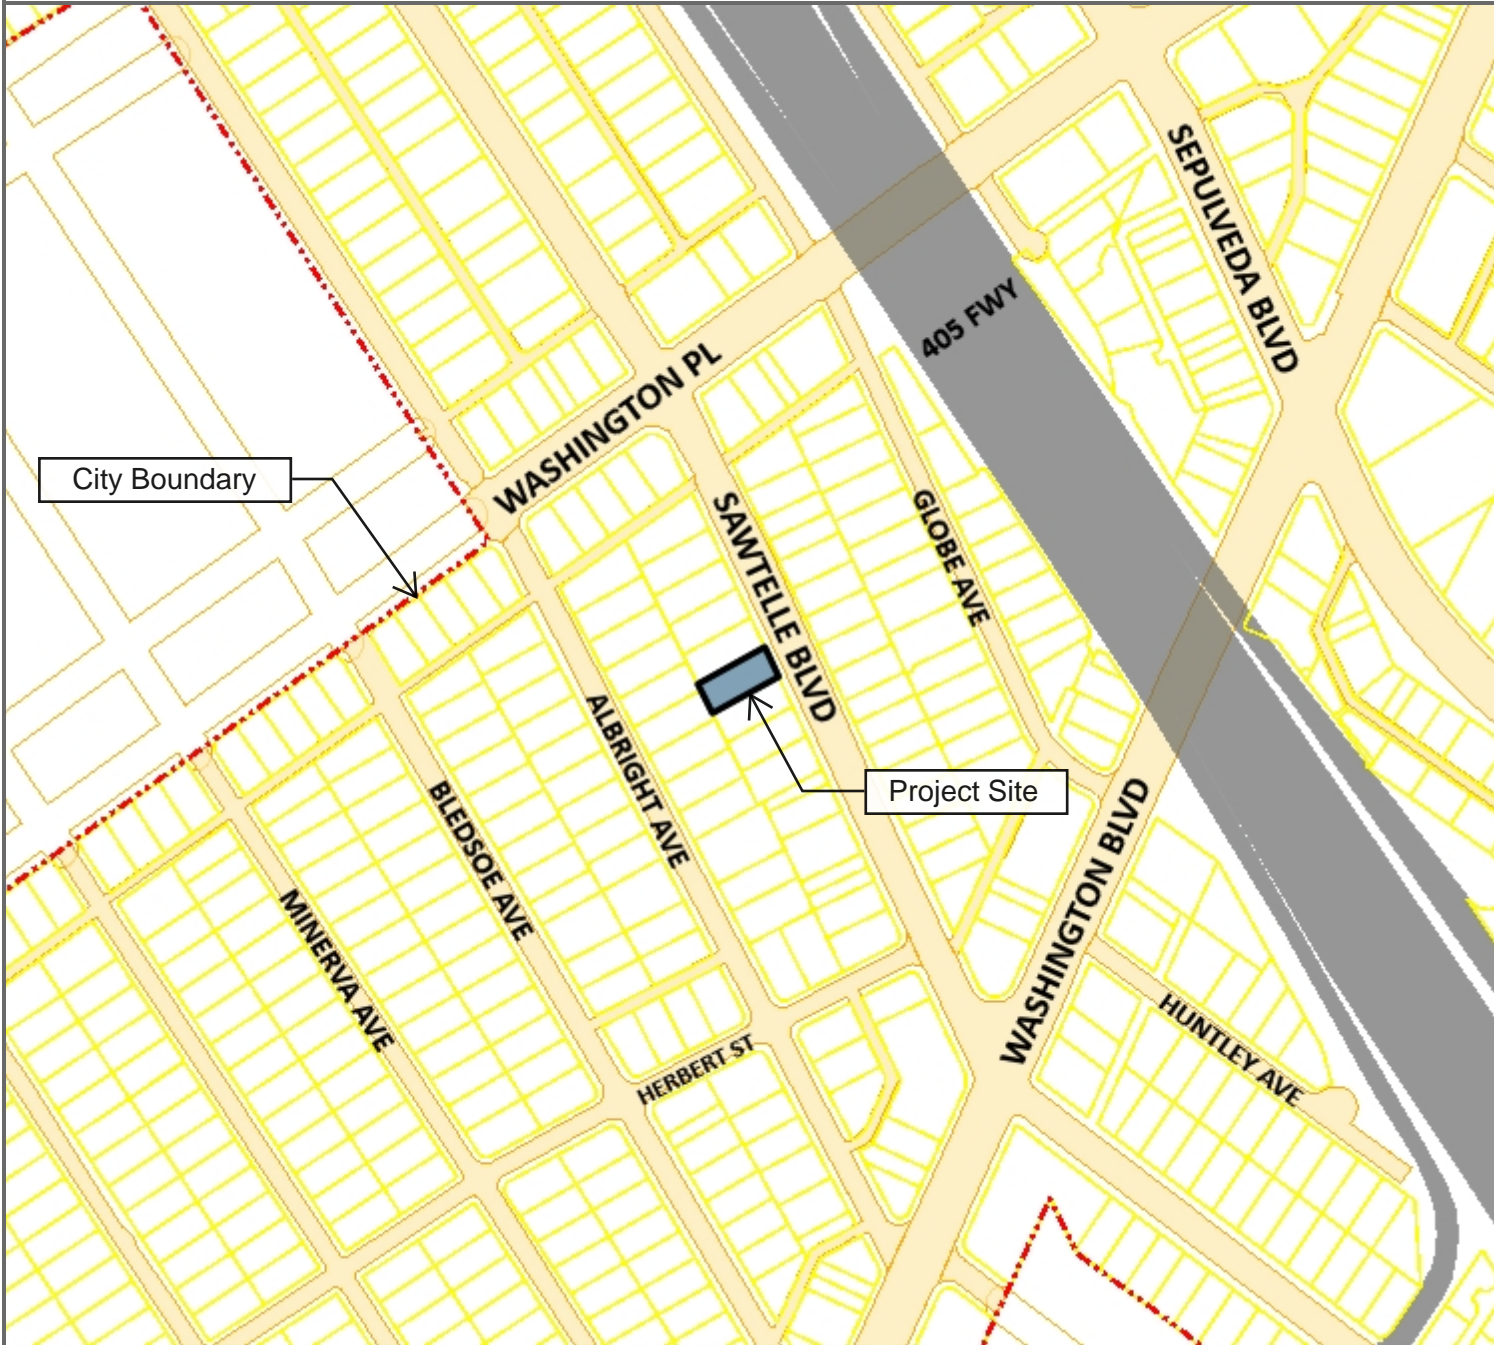 SEPULVEDA BLVD
405 FWY
WASHINGTON PL
City Boundary
SAWTELLE BLVD
GLOBE AVE
ALBRIGHT AVE
Project Site
BLEDSOE AVE
WASHINGTON BLVD
MINERVA AVE
HUNTLEY AVE
HERBERT ST